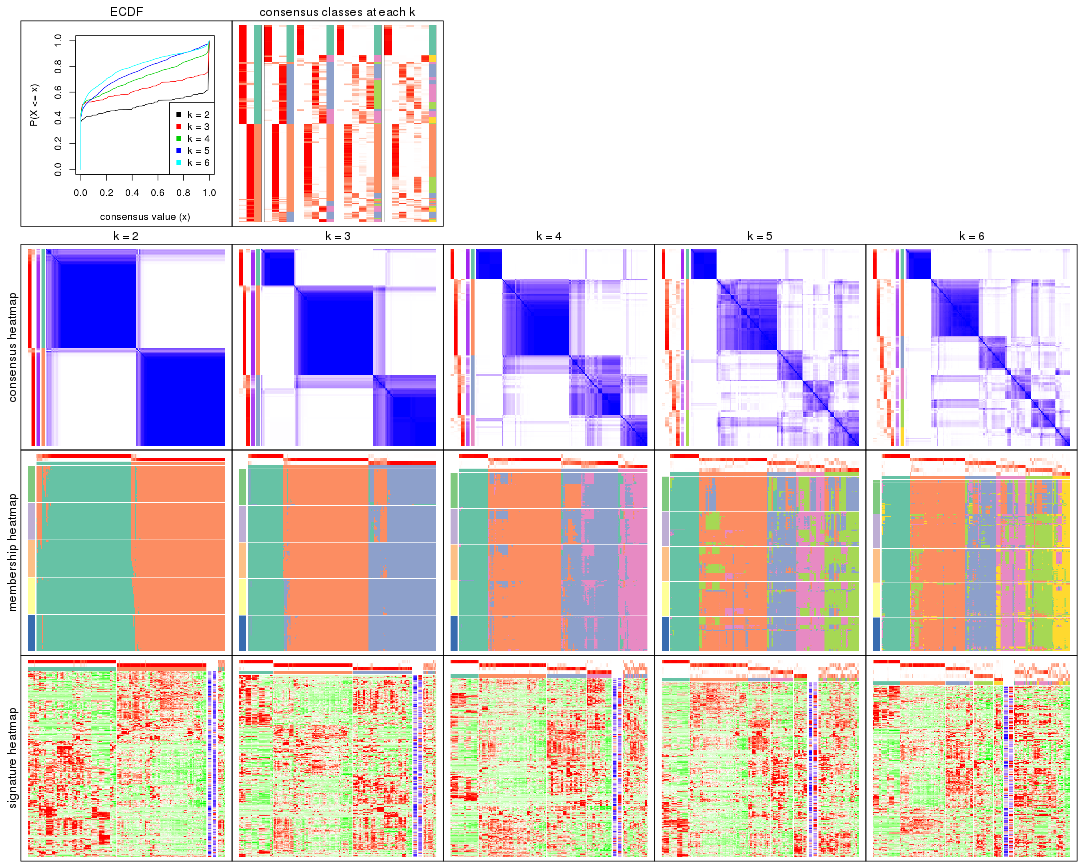 ECDF
consensus classes at each k
P(X <= x)
1.0
0.8
0.6
0.4
0.2
0.0
k = 2
k = 3
k = 4
k = 5
k = 6
0.0 0.2 0.4 0.6 0.8 1.0
consensus value (x)
k = 2
k = 3
k = 4
k = 5
k = 6
consensus heatmap
membership heatmap
signature heatmap